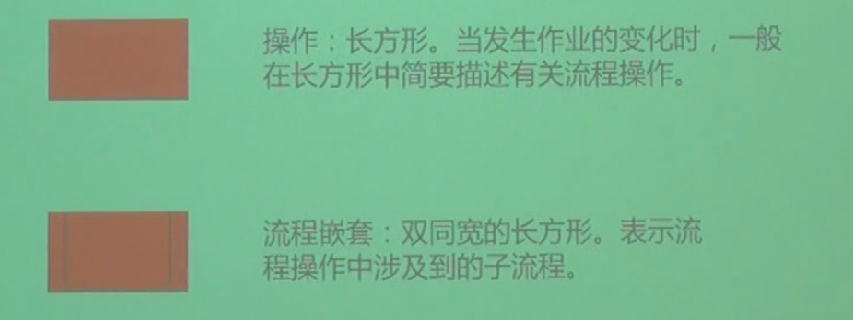 操作：长方形。当发生作业的变化时，一般
在长方形中简要描述有关流程操作。
流程嵌套：双同宽的长方形。表示流
程操作中涉及到的子流程。